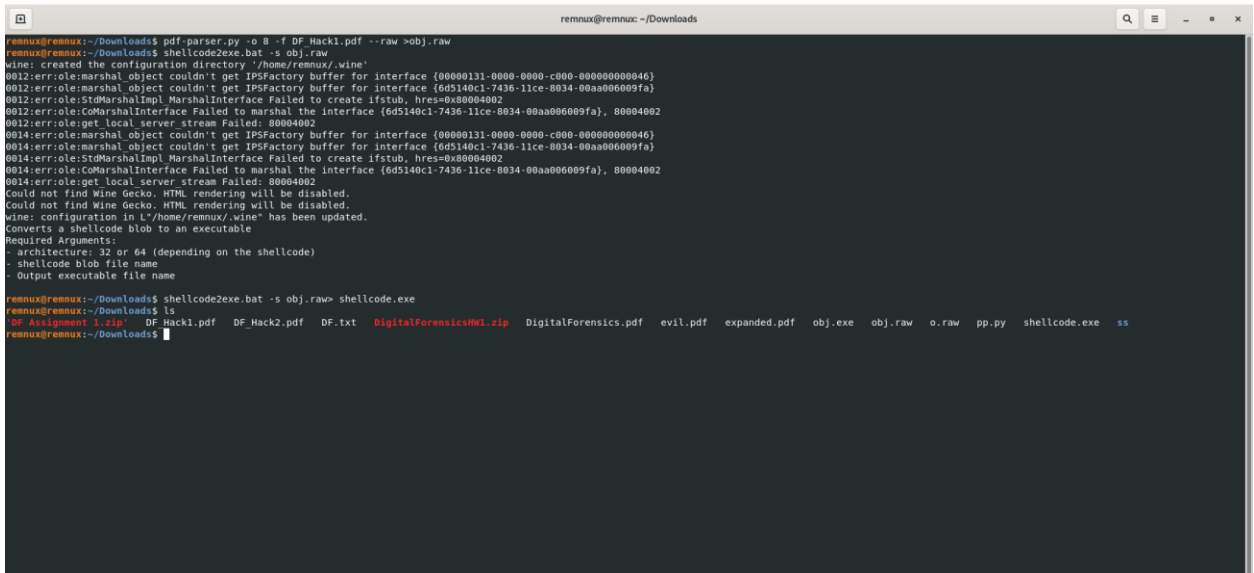 remnux@remnux: ~/Downloads
remnux@remnux:~/Downloads$ pdf-parser.py -o 8 -f DF_Hack1.pdf --raw >obj.raw
remnux@remnux:~/Downloads$ shellcode2exe.bat -s obj.raw
wine: created the configuration directory '/home/remnux/.wine'
0012:err:ole:marshal_object couldn't get IPSFactory buffer for interface {00000131-0000-0000-c000-000000000046}
0012:err:ole:marshal_object couldn't get IPSFactory buffer for interface {6d5140c1-7436-11ce-8034-00aa006009fa}
0012:err:ole:StdMarshalImpl_MarshalInterface Failed to create ifstub, hres=0x80004002
0012:err:ole:CoMarshalInterface Failed to marshal the interface {6d5140c1-7436-11ce-8034-00aa006009fa}, 80004002
0012:err:ole:get_local_server_stream Failed: 80004002
0014:err:ole:marshal_object couldn't get IPSFactory buffer for interface {00000131-0000-0000-c000-000000000046}
0014:err:ole:marshal_object couldn't get IPSFactory buffer for interface {6d5140c1-7436-11ce-8034-00aa006009fa}
0014:err:ole:StdMarshalImpl_MarshalInterface Failed to create ifstub, hres=0x80004002
0014:err:ole:CoMarshalInterface Failed to marshal the interface {6d5140c1-7436-11ce-8034-00aa006009fa}, 80004002
0014:err:ole:get_local_server_stream Failed: 80004002
Could not find Wine Gecko. HTML rendering will be disabled.
Could not find Wine Gecko. HTML rendering will be disabled.
wine: configuration in L"/home/remnux/.wine" has been updated.
Converts a shellcode blob to an executable
Required Arguments:
- architecture: 32 or 64 (depending on the shellcode)
- shellcode blob file name
- Output executable file name
remnux@remnux:~/Downloads$ shellcode2exe.bat -s obj.raw> shellcode.exe
remnux@remnux:~/Downloads$ ls
'DF Assignment 1.zip' DF_Hack1.pdf DF_Hack2.pdf DF.txt DigitalForensicsHW1.zip DigitalForensics.pdf evil.pdf expanded.pdf obj.exe obj.raw o.raw pp.py shellcode.exe ss
remnux@remnux:~/Downloads$